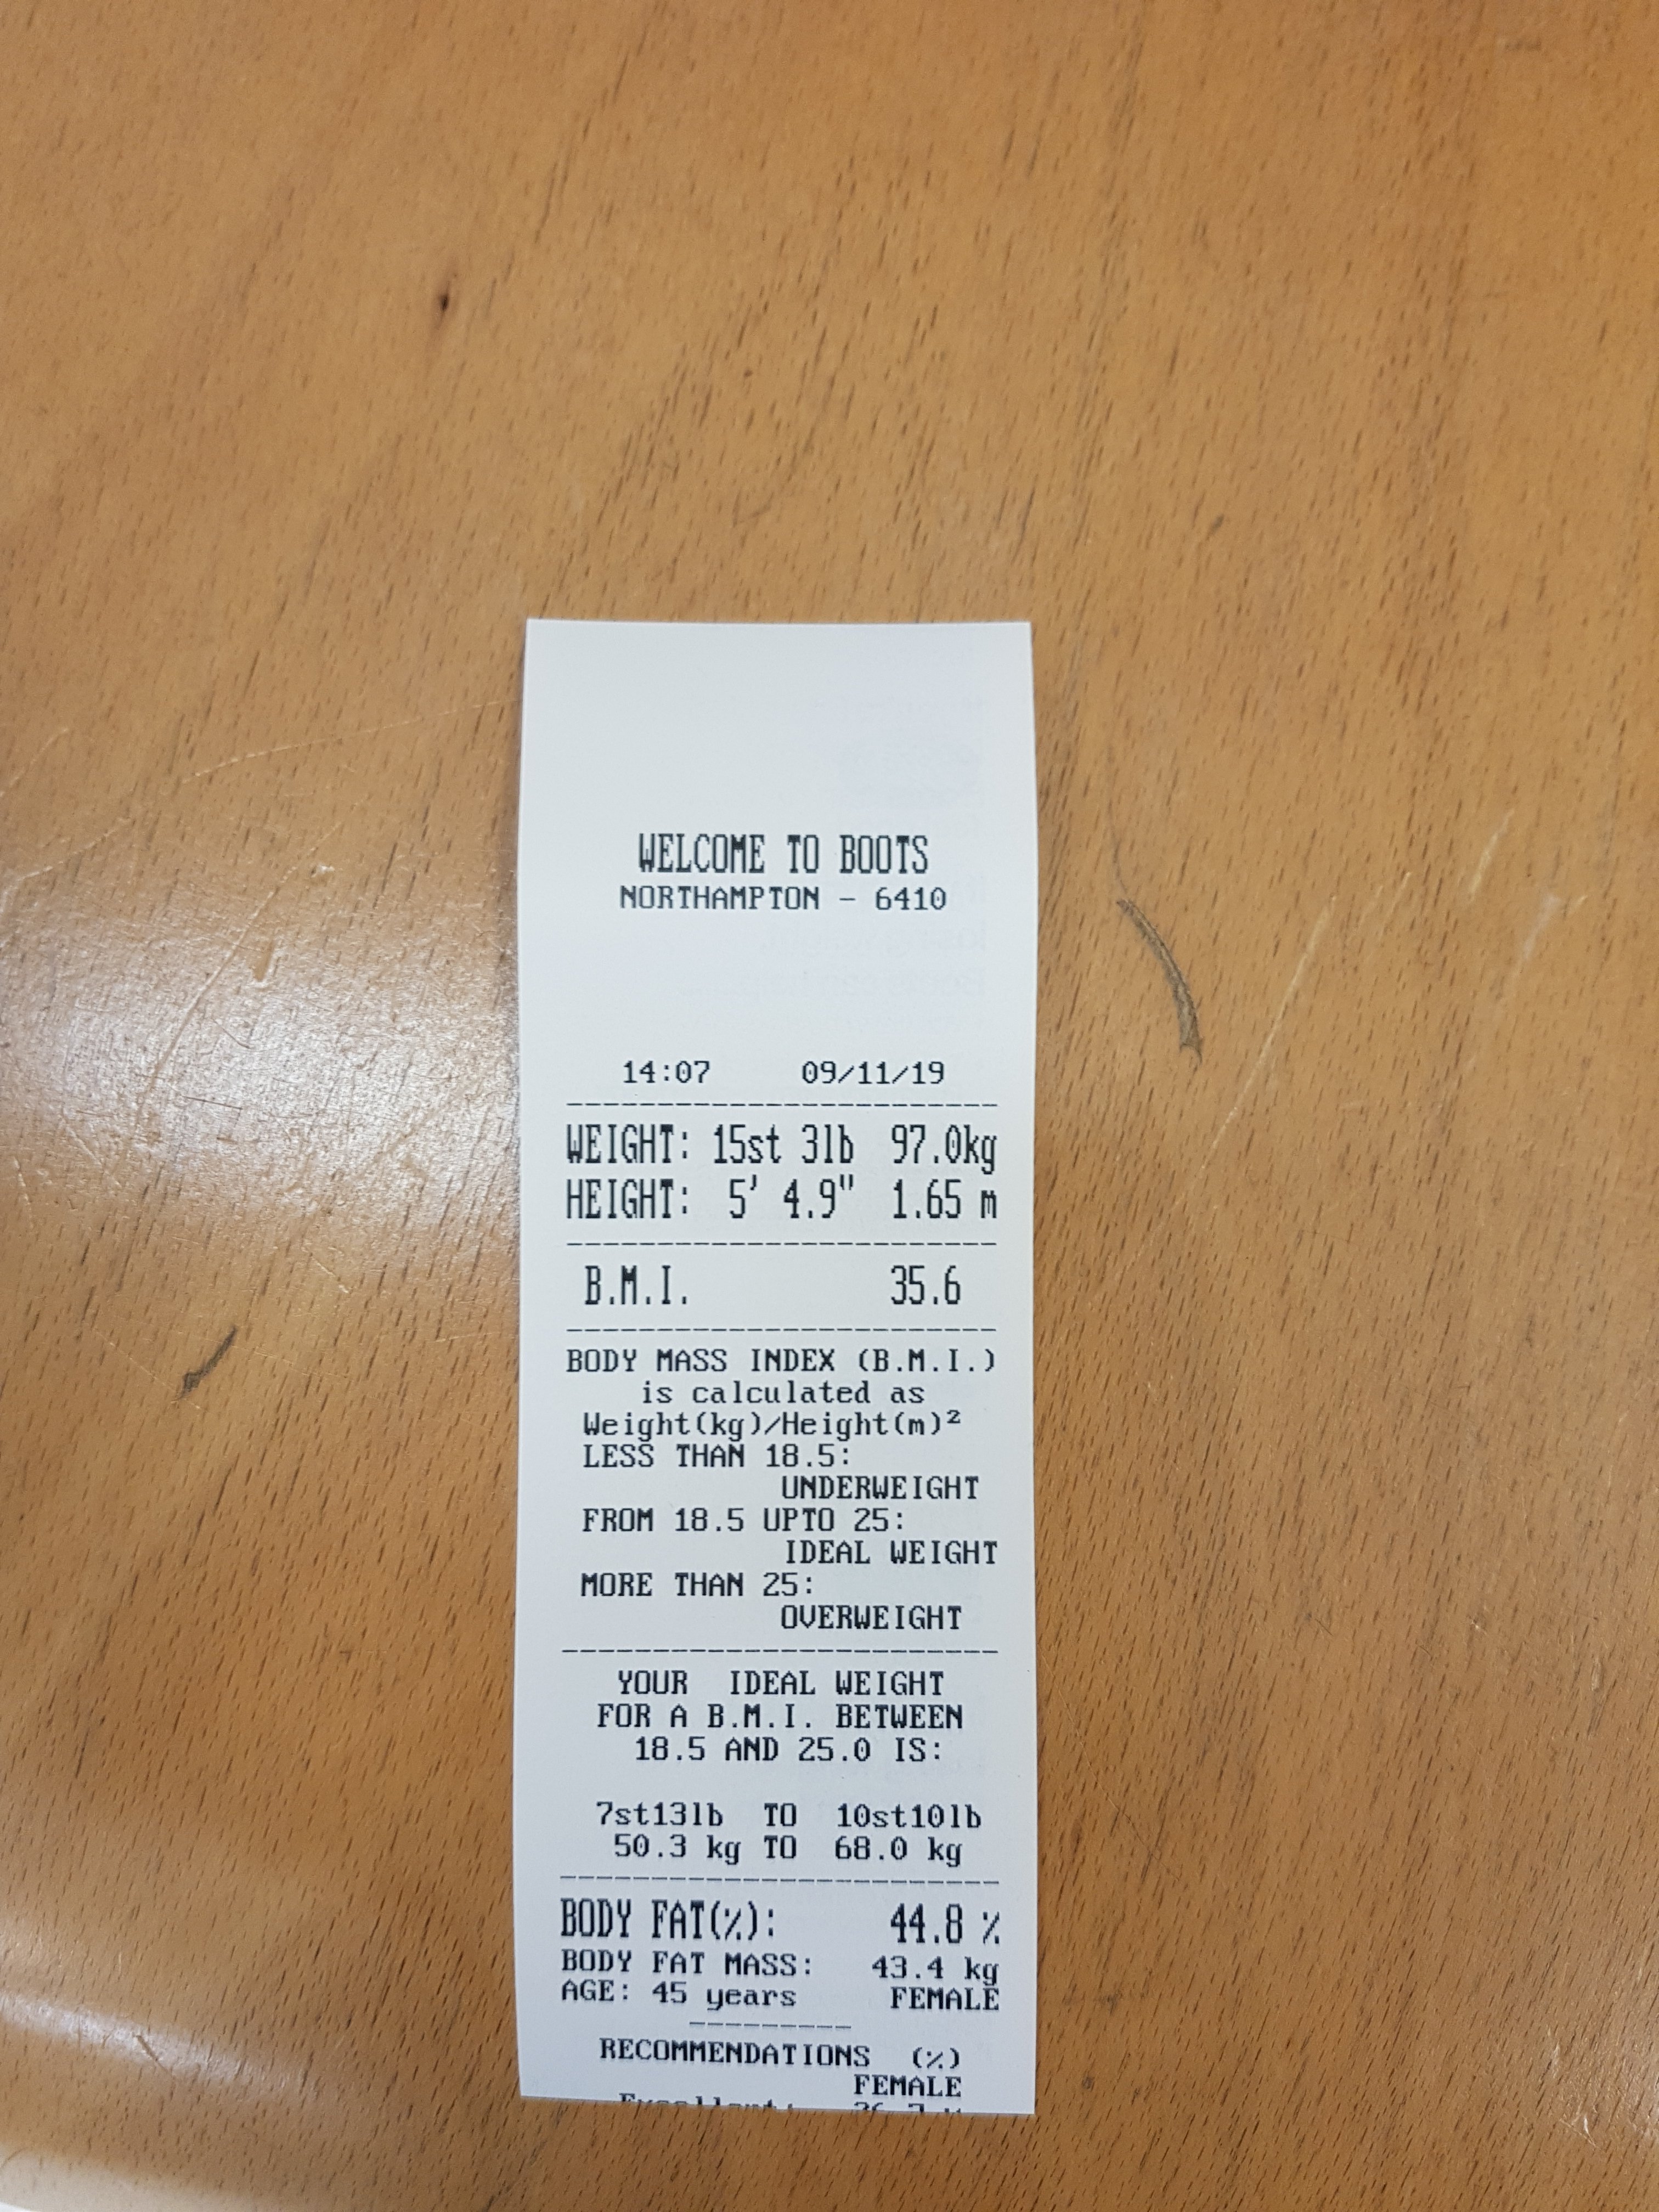 WELCOME TO BOOTS
NORTHAMPTON - 6410
14:07 09/11/19
WEIGHT: 15st 3lb 97.0kg
HEIGHT: 5' 4.9" 1.65 m
B.M.I. 35.6
BODY MASS INDEX (B.M.I.)
is calculated as
Weight(kg)/Height(m)²
LESS THAN 18.5:
UNDERWEIGHT
FROM 18.5 UPTO 25:
IDEAL WEIGHT
MORE THAN 25:
OVERWEIGHT
YOUR IDEAL WEIGHT
FOR A B.M.I. BETWEEN
18.5 AND 25.0 IS:
7st13lb TO 10st10lb
50.3 kg TO 68.0 kg
BODY FAT(%): 44.8 %
BODY FAT MASS: 43.4 kg
AGE: 45 years FEMALE
RECOMMENDATIONS (%)
FEMALE